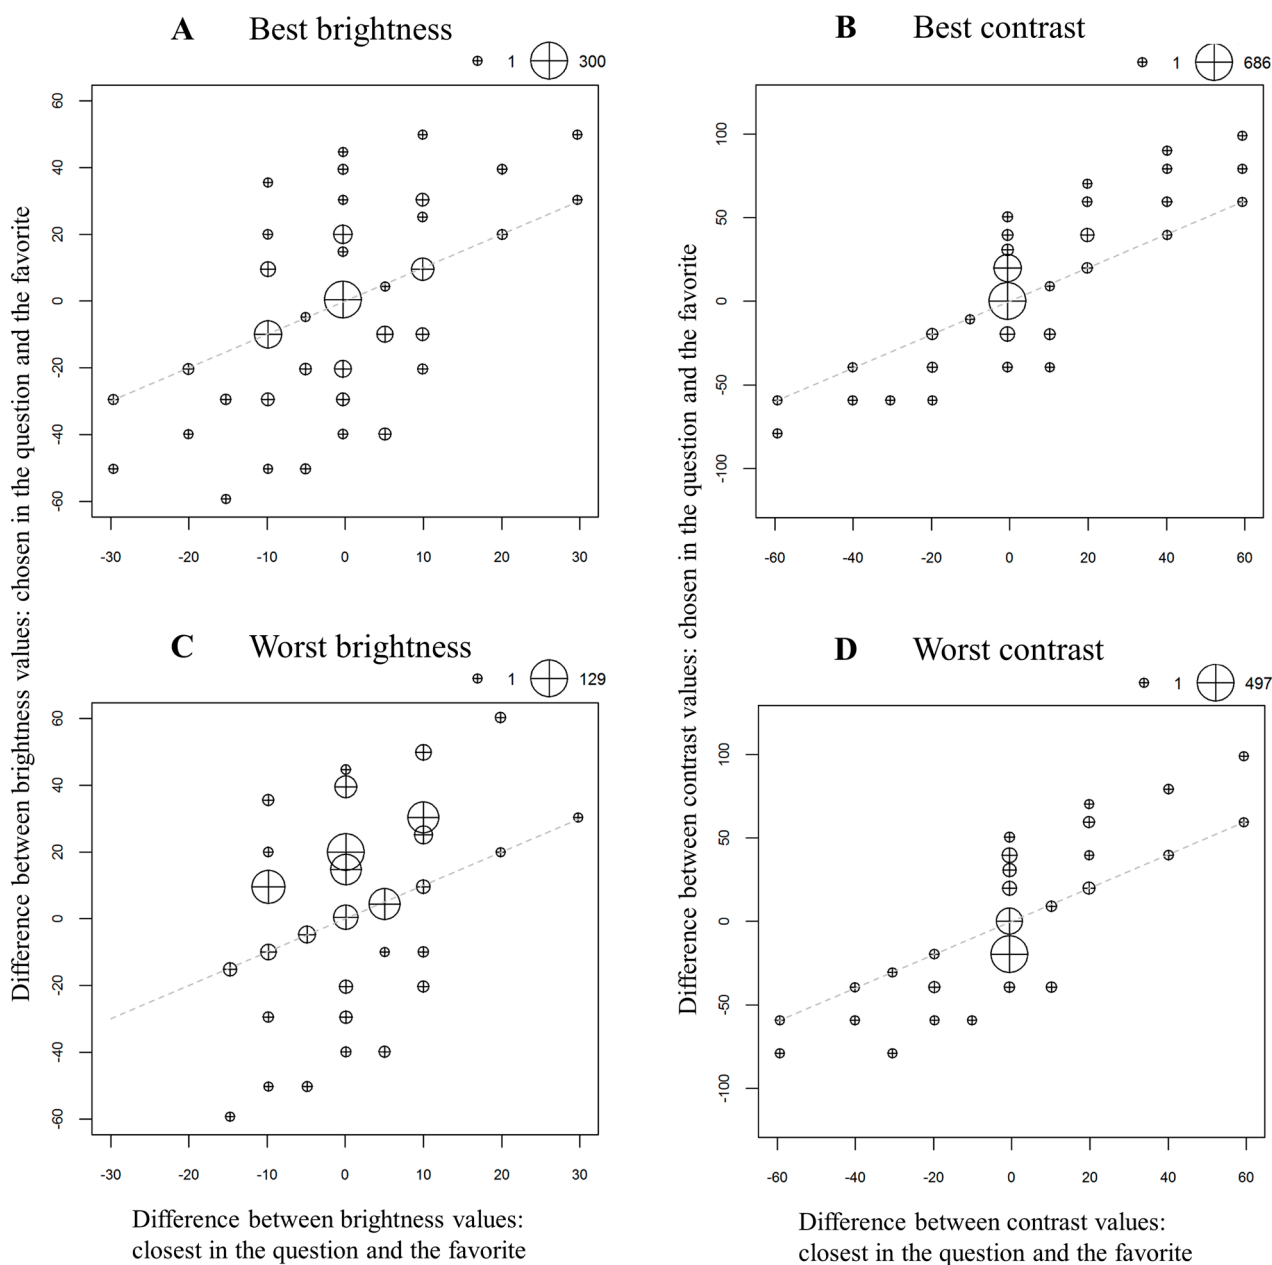 A Best brightness
1 300
60
40
20
0
-20
-40
-60
-30 -20 -10 0 10 20 30
B Best contrast
1 686
100
50
0
-50
-100
-60 -40 -20 0 20 40 60
Difference between brightness values: chosen in the question and the favorite
Difference between contrast values: chosen in the question and the favorite
C Worst brightness
1 129
60
40
20
0
-20
-40
-60
-30 -20 -10 0 10 20 30
Difference between brightness values:
closest in the question and the favorite
D Worst contrast
1 497
100
50
0
-50
-100
-60 -40 -20 0 20 40 60
Difference between contrast values:
closest in the question and the favorite